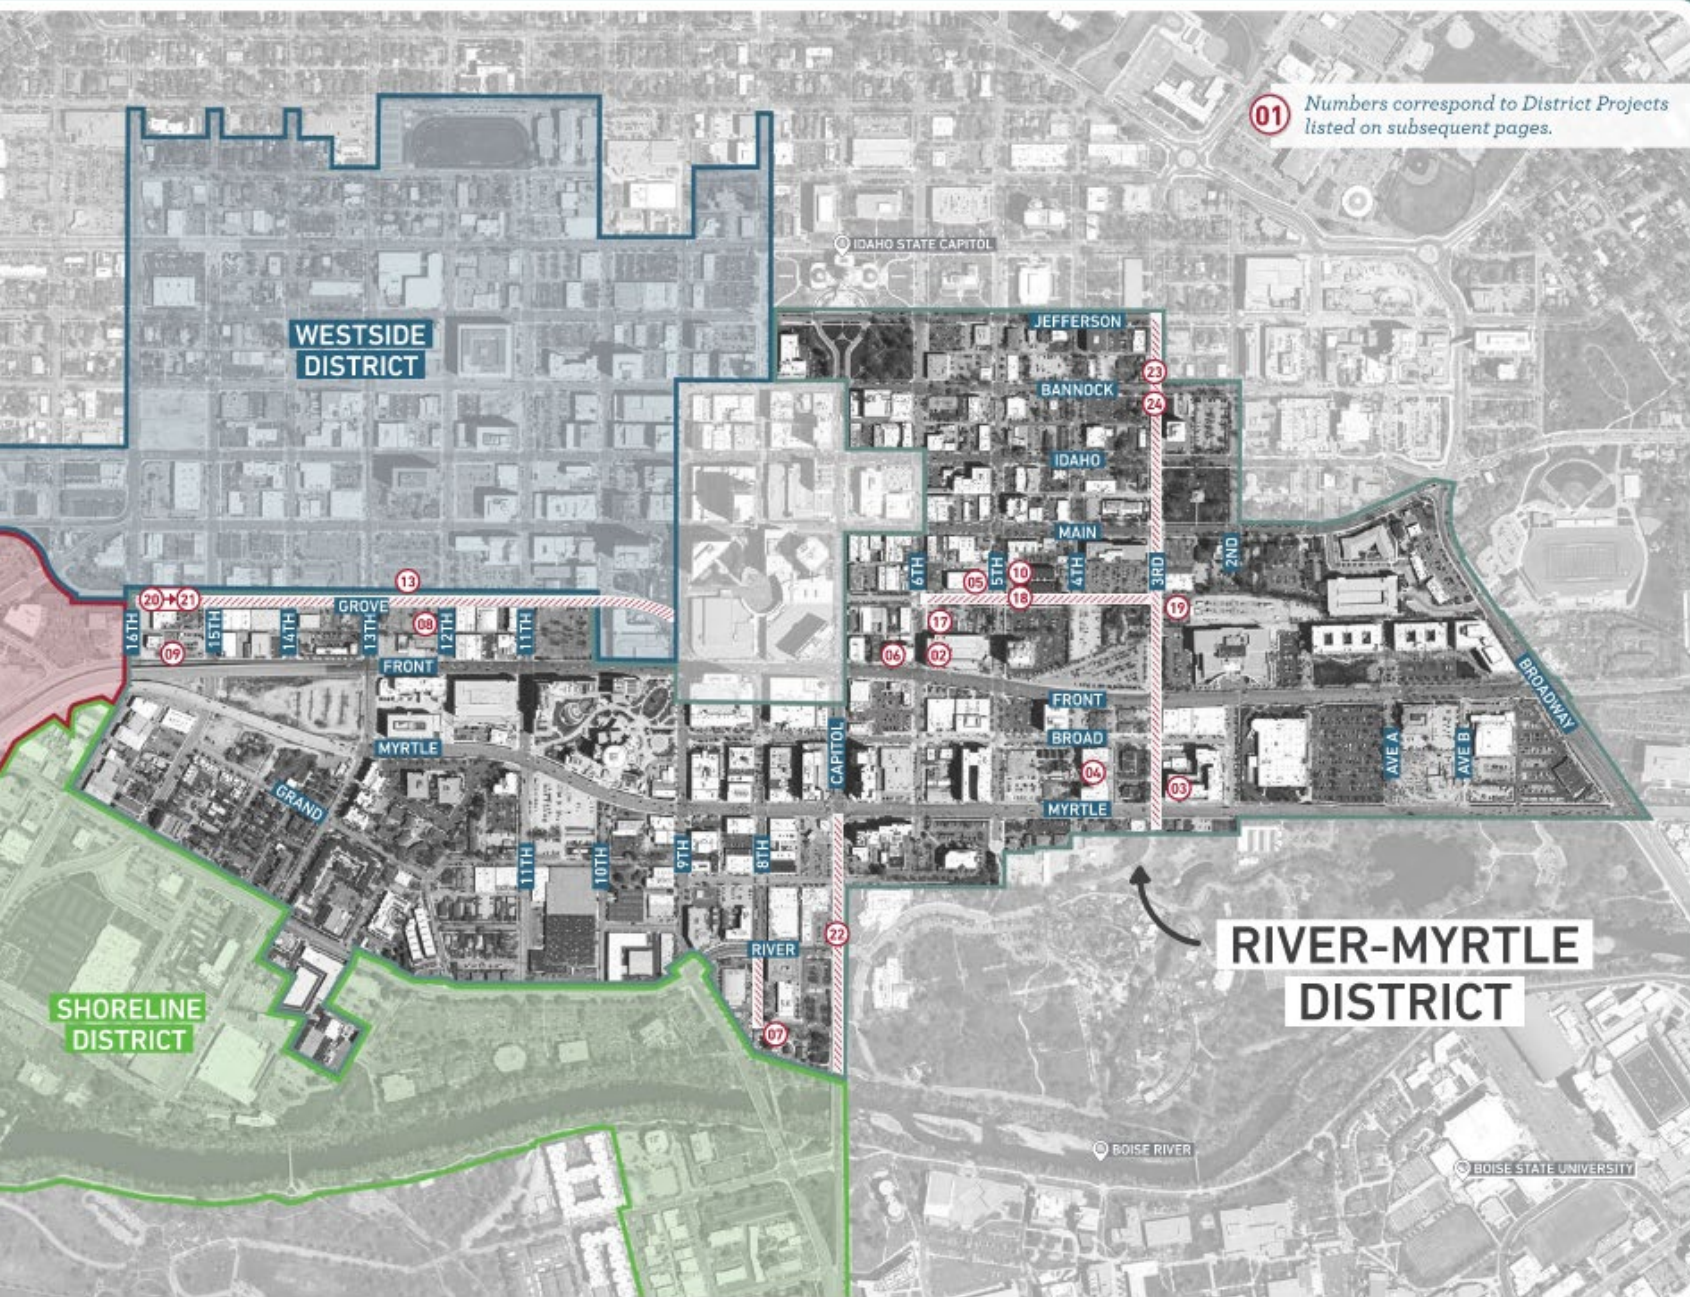 01
Numbers correspond to District Projects
listed on subsequent pages.
IDAHO STATE CAPITOL
WESTSIDE
DISTRICT
JEFFERSON
23
BANNOCK
24
IDAHO
MAIN
6TH
5TH
4TH
3RD
2ND
05
10
18
13
20
21
GROVE
16TH
15TH
14TH
13TH
12TH
11TH
08
09
17
19
06
02
FRONT
FRONT
BROADWAY
MYRTLE
CAPITOL
BROAD
AVE A
AVE B
04
03
GRAND
MYRTLE
11TH
10TH
9TH
8TH
22
RIVER
07
RIVER-MYRTLE
DISTRICT
SHORELINE
DISTRICT
BOISE RIVER
BOISE STATE UNIVERSITY